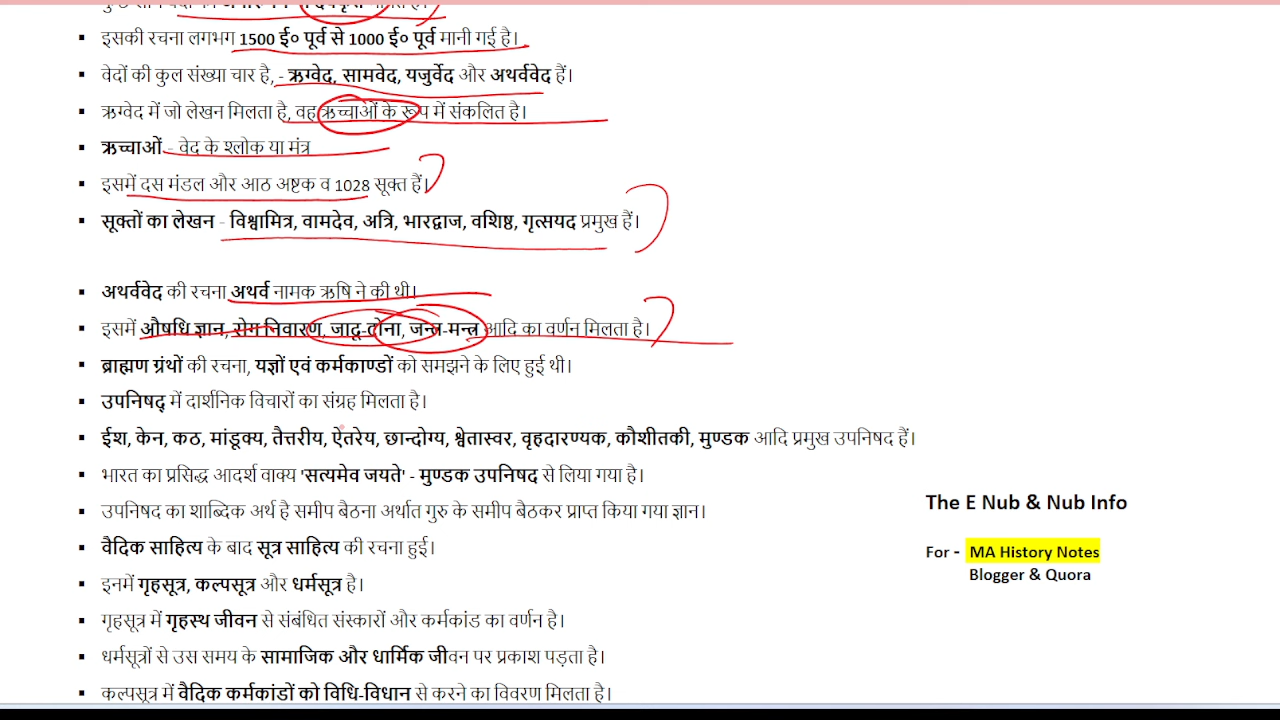 इसकी रचना लगभग 1500 ई० पूर्व से 1000 ई० पूर्व मानी गई है।
वेदों की कुल संख्या चार है, - ऋग्वेद, सामवेद, यजुर्वेद और अथर्ववेद हैं।
ऋग्वेद में जो लेखन मिलता है, वह ऋच्चाओं के रूप में संकलित है।
ऋच्चाओं - वेद के श्लोक या मंत्र
इसमें दस मंडल और आठ अष्टक व 1028 सूक्त हैं।
सूक्तों का लेखन - विश्वामित्र, वामदेव, अत्रि, भारद्वाज, वशिष्ठ, गृत्सयद प्रमुख हैं।
अथर्ववेद की रचना अथर्व नामक ऋषि ने की थी।
इसमें औषधि ज्ञान, रोग निवारण, जादू-टोना, जन्त्र-मन्त्र आदि का वर्णन मिलता है।
ब्राह्मण ग्रंथों की रचना, यज्ञों एवं कर्मकाण्डों को समझने के लिए हुई थी।
उपनिषद् में दार्शनिक विचारों का संग्रह मिलता है।
ईश, केन, कठ, मांडूक्य, तैत्तरीय, ऐतरेय, छान्दोग्य, श्वेतास्वर, वृहदारण्यक, कौशीतकी, मुण्डक आदि प्रमुख उपनिषद हैं।
भारत का प्रसिद्ध आदर्श वाक्य 'सत्यमेव जयते' - मुण्डक उपनिषद से लिया गया है।
उपनिषद का शाब्दिक अर्थ है समीप बैठना अर्थात गुरु के समीप बैठकर प्राप्त किया गया ज्ञान।
वैदिक साहित्य के बाद सूत्र साहित्य की रचना हुई।
इनमें गृहसूत्र, कल्पसूत्र और धर्मसूत्र है।
गृहसूत्र में गृहस्थ जीवन से संबंधित संस्कारों और कर्मकांड का वर्णन है।
धर्मसूत्रों से उस समय के सामाजिक और धार्मिक जीवन पर प्रकाश पड़ता है।
कल्पसूत्र में वैदिक कर्मकांडों को विधि-विधान से करने का विवरण मिलता है।
The E Nub & Nub Info
For - MA History Notes
Blogger & Quora